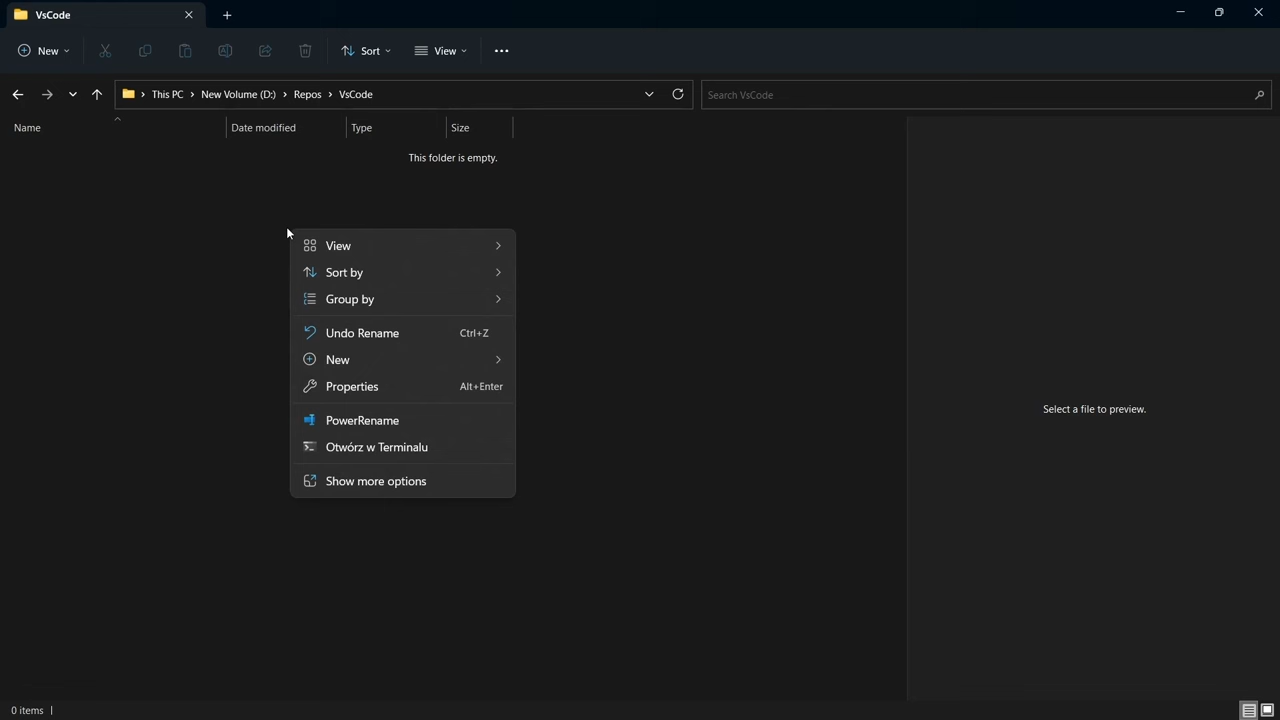 VsCode
New
Sort
View
This PC > New Volume (D:) > Repos > VsCode
Search VsCode
Name
Date modified
Type
Size
This folder is empty.
View
Sort by
Group by
Undo Rename Ctrl+Z
New
Properties Alt+Enter
PowerRename
Otwórz w Terminalu
Show more options
Select a file to preview.
0 items